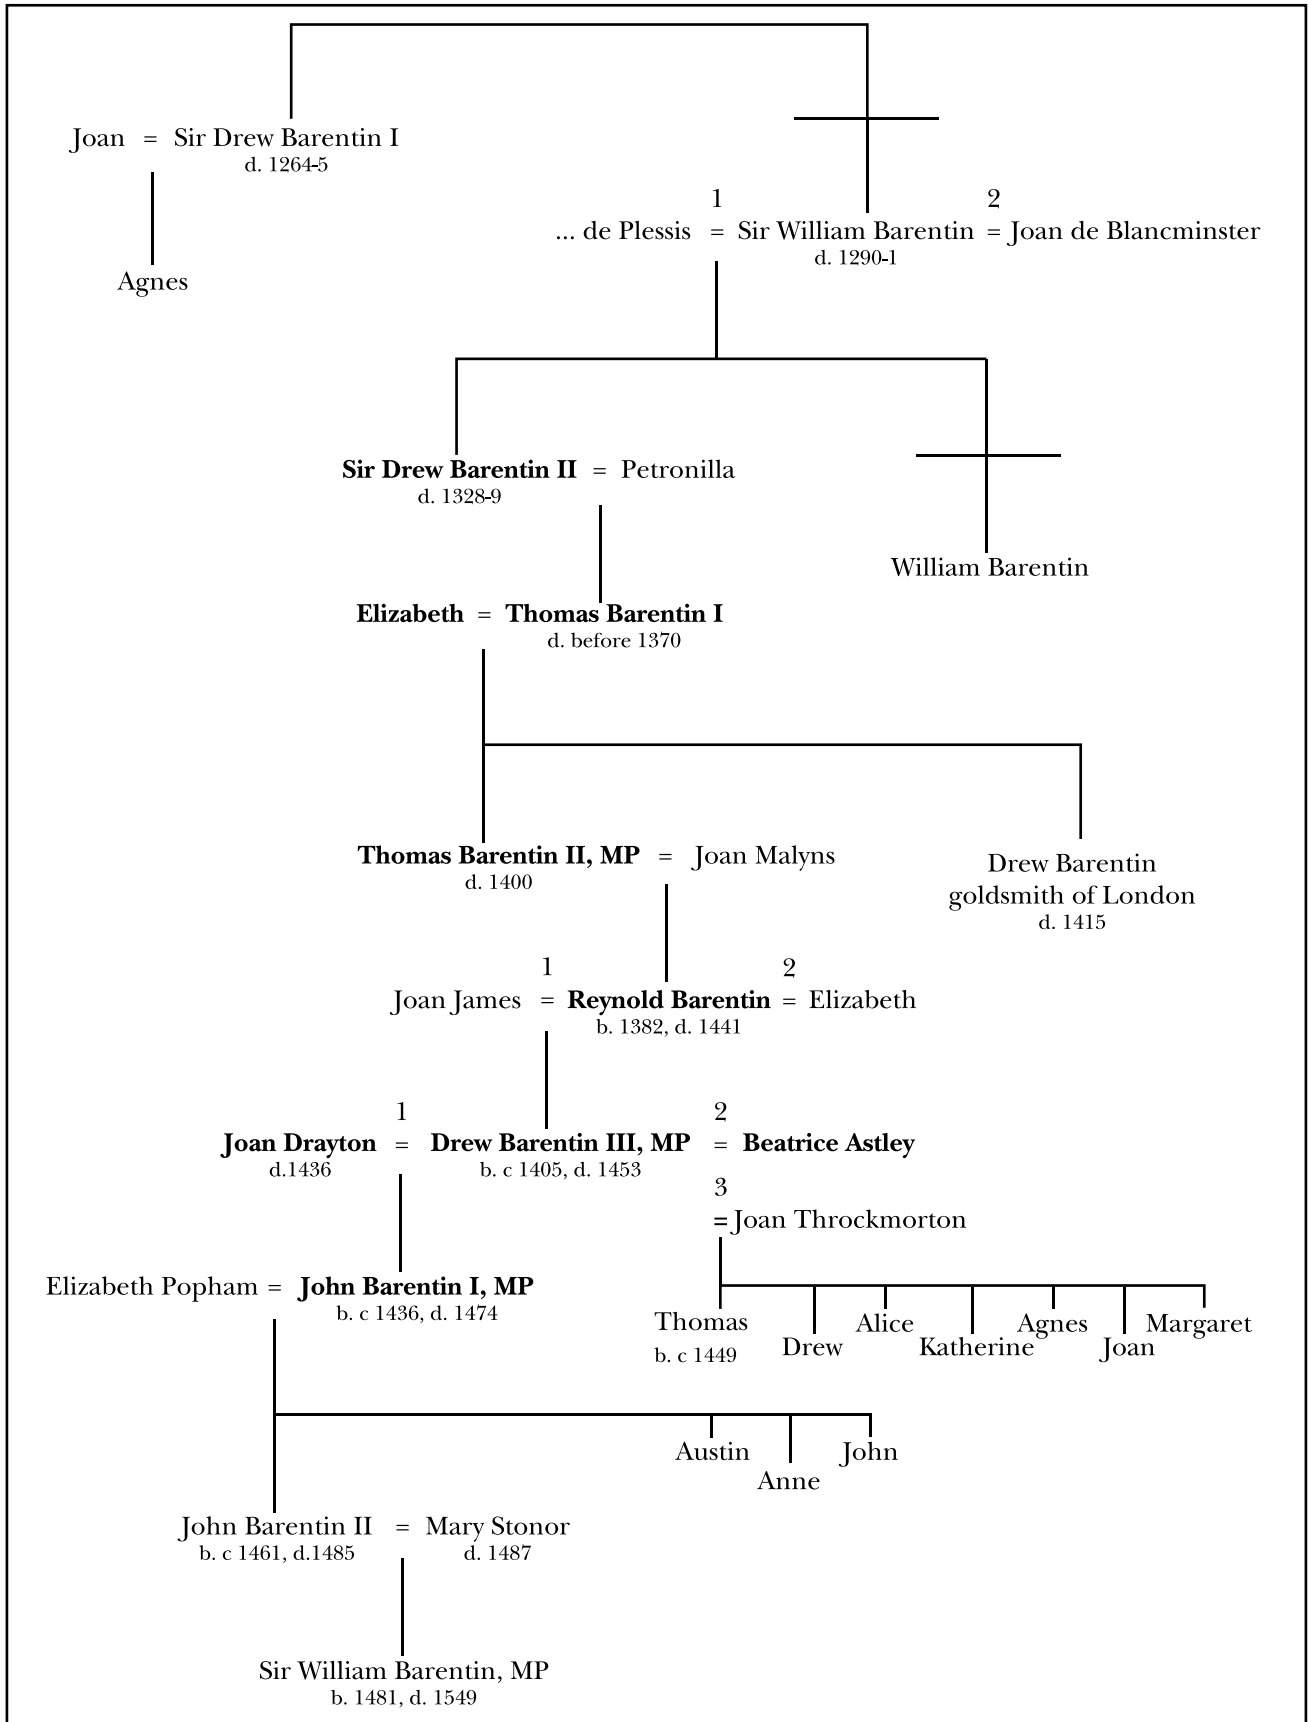 Joan = Sir Drew Barentin I
d. 1264-5
Agnes
1 2
... de Plessis = Sir William Barentin = Joan de Blancminster
d. 1290-1
Sir Drew Barentin II = Petronilla
d. 1328-9
William Barentin
Elizabeth = Thomas Barentin I
d. before 1370
Thomas Barentin II, MP = Joan Malyns
d. 1400
Drew Barentin
goldsmith of London
d. 1415
1 2
Joan James = Reynold Barentin = Elizabeth
b. 1382, d. 1441
1 2
Joan Drayton = Drew Barentin III, MP = Beatrice Astley
d.1436 b. c 1405, d. 1453
3
= Joan Throckmorton
Elizabeth Popham = John Barentin I, MP
b. c 1436, d. 1474
Thomas Alice Agnes Margaret
b. c 1449 Drew Katherine Joan
Austin John
Anne
John Barentin II = Mary Stonor
b. c 1461, d.1485 d. 1487
Sir William Barentin, MP
b. 1481, d. 1549